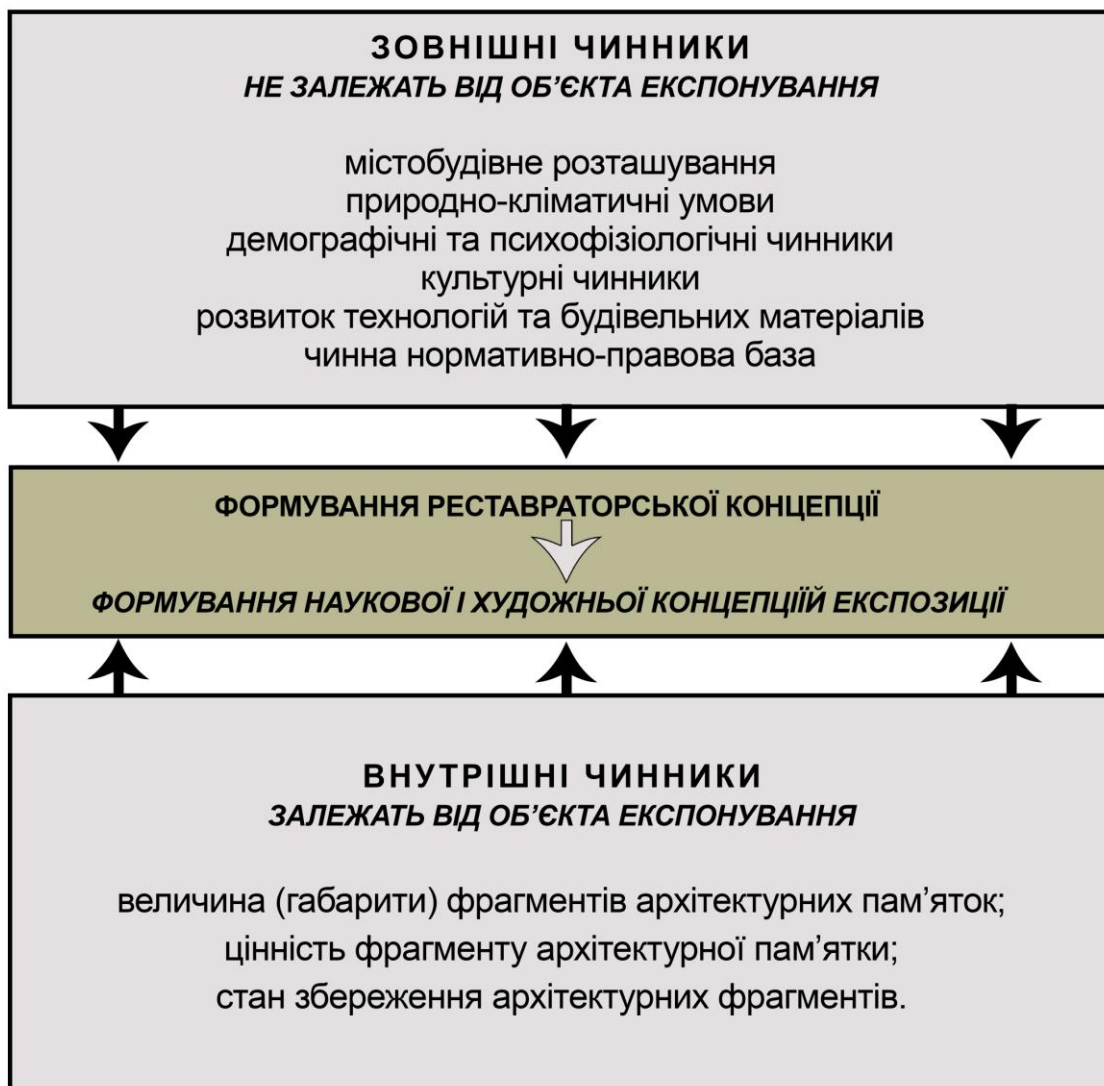 ЗОВНІШНІ ЧИННИКИ
НЕ ЗАЛЕЖАТЬ ВІД ОБ’ЄКТА ЕКСПОНУВАННЯ
містобудівне розташування
природно-кліматичні умови
демографічні та психофізіологічні чинники
культурні чинники
розвиток технологій та будівельних матеріалів
чинна нормативно-правова база
ФОРМУВАННЯ РЕСТАВРАТОРСЬКОЇ КОНЦЕПЦІЇ
ФОРМУВАННЯ НАУКОВОЇ І ХУДОЖНЬОЇ КОНЦЕПЦІЇЙ ЕКСПОЗИЦІЇ
ВНУТРІШНІ ЧИННИКИ
ЗАЛЕЖАТЬ ВІД ОБ’ЄКТА ЕКСПОНУВАННЯ
величина (габарити) фрагментів архітектурних пам’яток;
цінність фрагменту архітектурної пам’ятки;
стан збереження архітектурних фрагментів.